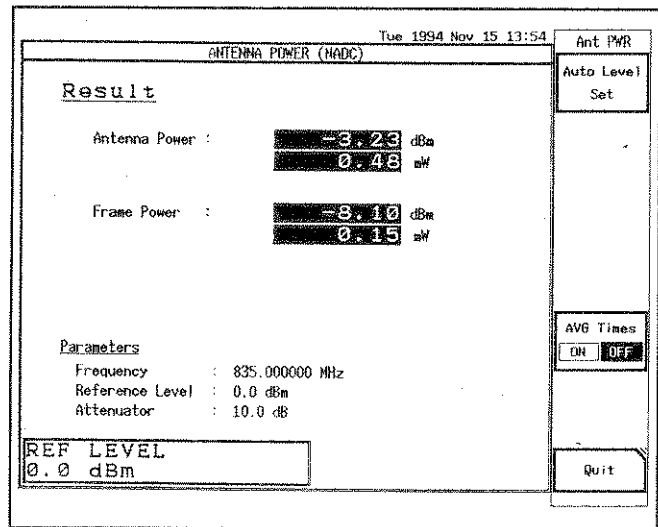 Tue 1994 Nov 15 13:54
ANTENNA POWER (NADC)
Result
Antenna Power : -3.23 dBm
0.48 mW
Frame Power : -8.10 dBm
0.15 mW
Parameters
Frequency : 835.000000 MHz
Reference Level : 0.0 dBm
Attenuator : 10.0 dB
REF LEVEL
0.0 dBm
Ant PWR
Auto Level
Set
AVG Times
ON OFF
Quit